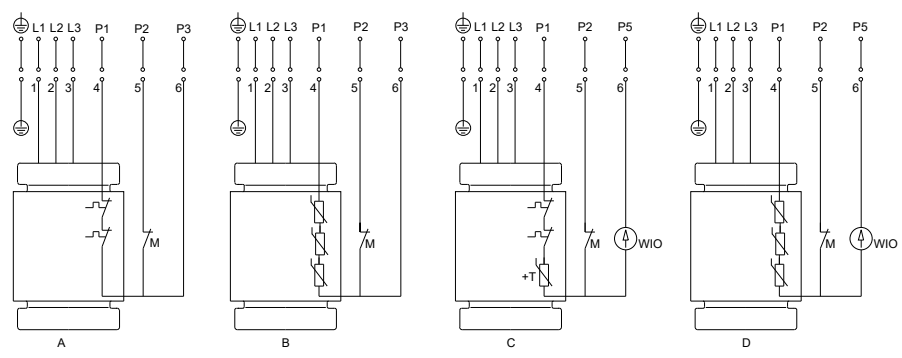 L1 L2 L3 P1 P2 P3
1 2 3 4 5 6
M
A
L1 L2 L3 P1 P2 P3
1 2 3 4 5 6
M
B
L1 L2 L3 P1 P2 P5
1 2 3 4 5 6
M WIO
+T
C
L1 L2 L3 P1 P2 P5
1 2 3 4 5 6
M WIO
D